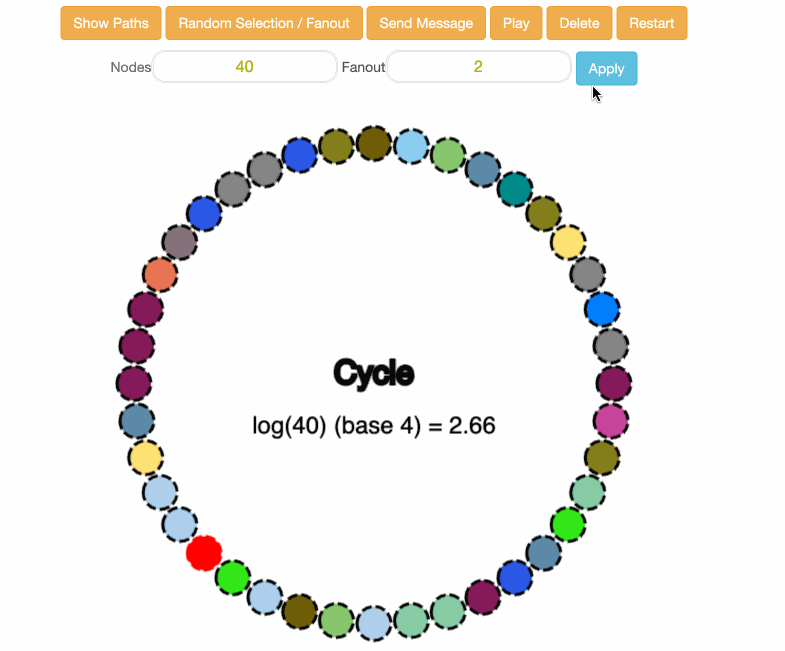 Show Paths Random Selection / Fanout Send Message Play Delete Restart
Nodes 40 Fanout 2 Apply
Cycle
log(40) (base 4) = 2.66